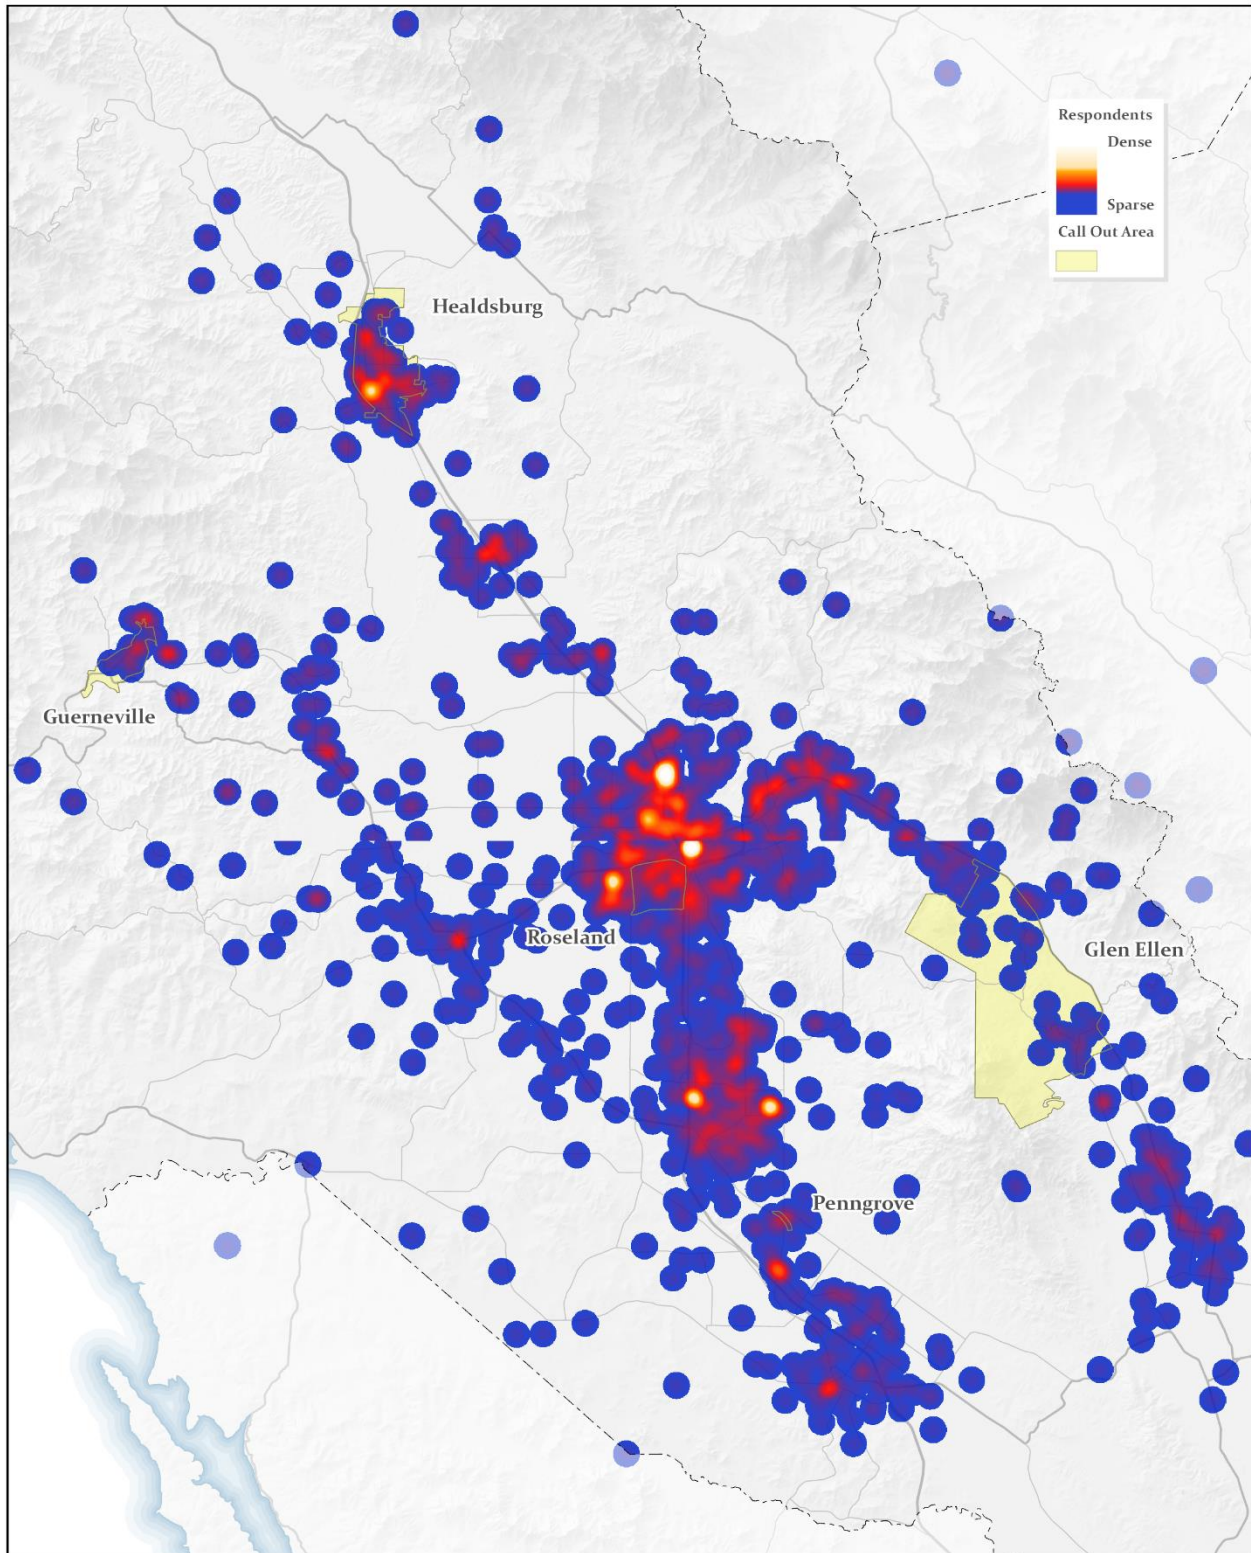 Respondents
Dense
Sparse
Call Out Area
Healdsburg
Guerneville
Roseland
Glen Ellen
Penngrove